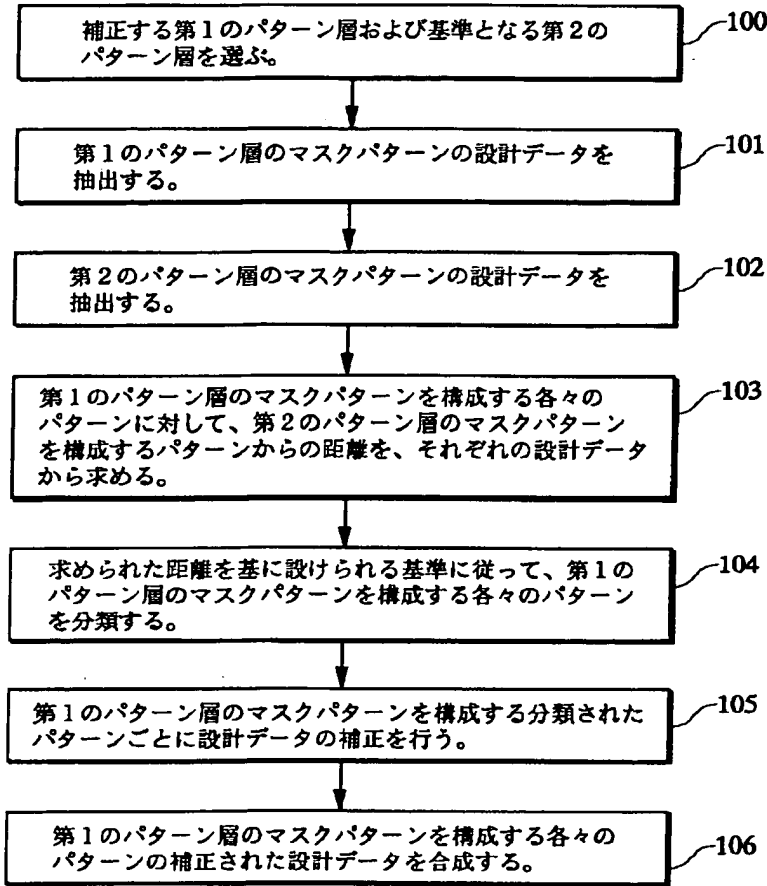 補正する第1のパターン層および基準となる第2の
パターン層を選ぶ。
100
第1のパターン層のマスクパターンの設計データを
抽出する。
101
第2のパターン層のマスクパターンの設計データを
抽出する。
102
第1のパターン層のマスクパターンを構成する各々の
パターンに対して、第2のパターン層のマスクパターン
を構成するパターンからの距離を、それぞれの設計データ
から求める。
103
求められた距離を基に設けられる基準に従って、第1の
パターン層のマスクパターンを構成する各々のパターン
を分類する。
104
第1のパターン層のマスクパターンを構成する分類された
パターンごとに設計データの補正を行う。
105
第1のパターン層のマスクパターンを構成する各々の
パターンの補正された設計データを合成する。
106